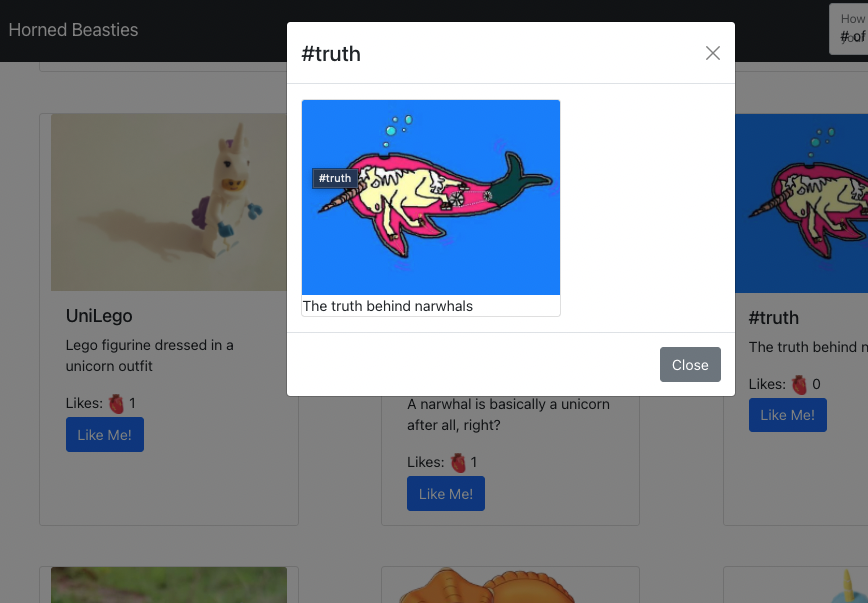 Horned Beasties
How
your
# of
#truth
#truth
The truth behind narwhals
Close
UniLego
Lego figurine dressed in a
unicorn outfit
Likes: 1
Like Me!
A narwhal is basically a unicorn
after all, right?
Likes: 1
Like Me!
#truth
The truth behind n
Likes: 0
Like Me!